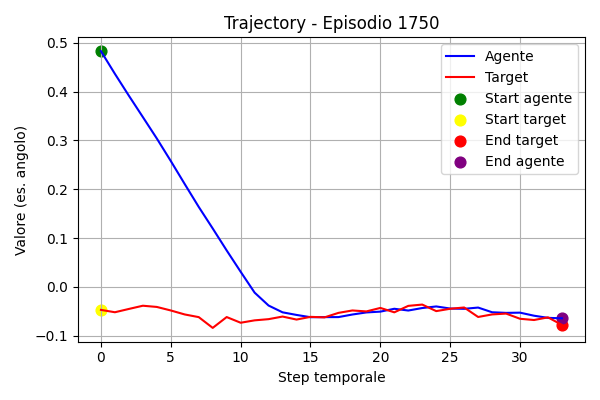 Trajectory - Episodio 1750
Valore (es. angolo)
0.5
0.4
0.3
0.2
0.1
0.0
−0.1
Agente
Target
Start agente
Start target
End target
End agente
0 5 10 15 20 25 30
Step temporale